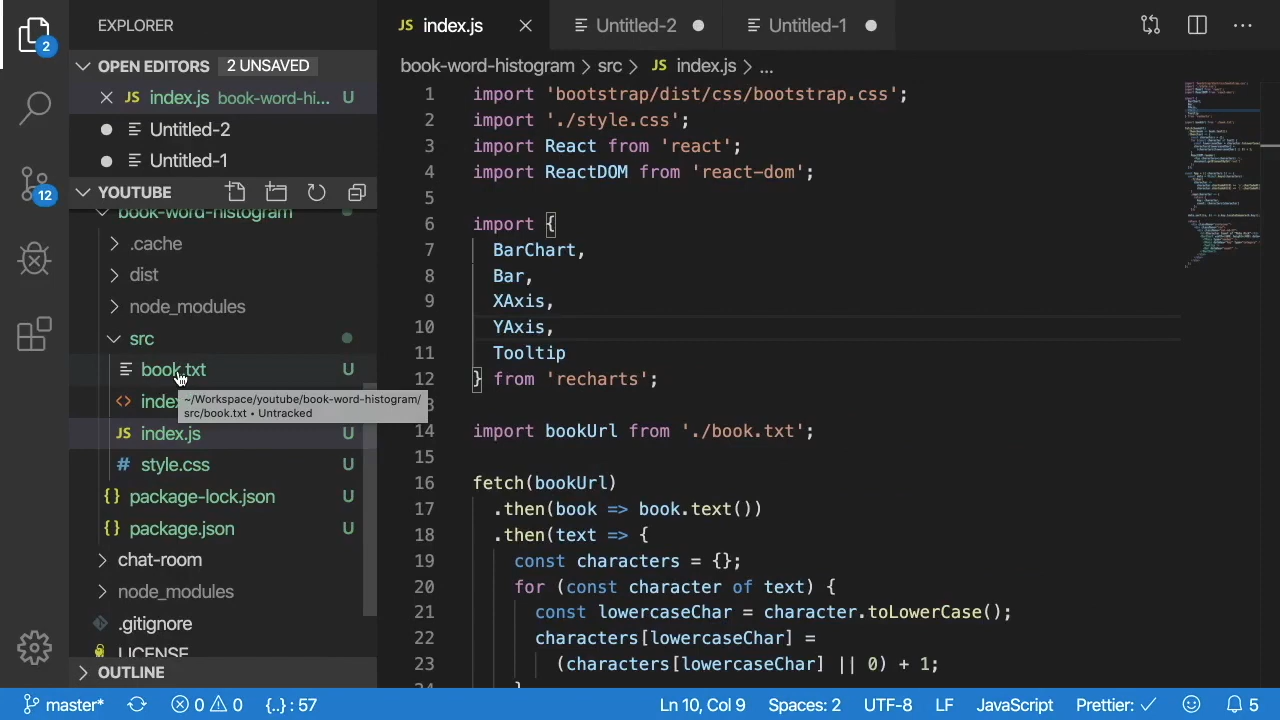 EXPLORER
index.js
Untitled-2
Untitled-1
2
OPEN EDITORS 2 UNSAVED
index.js book-word-hi... U
Untitled-2
Untitled-1
YOUTUBE
12
book-word-histogram
.cache
dist
node_modules
src
book.txt U
index
~/Workspace/youtube/book-word-histogram/
src/book.txt • Untracked
JS index.js U
# style.css U
{} package-lock.json U
{} package.json U
chat-room
node_modules
.gitignore
LICENSE
OUTLINE
book-word-histogram > src > JS index.js > ...
1 import 'bootstrap/dist/css/bootstrap.css';
2 import './style.css';
3 import React from 'react';
4 import ReactDOM from 'react-dom';
5
6 import {
7 BarChart,
8 Bar,
9 XAxis,
10 YAxis,
11 Tooltip
12 } from 'recharts';
14 import bookUrl from './book.txt';
15
16 fetch(bookUrl)
17 .then(book => book.text())
18 .then(text => {
19 const characters = {};
20 for (const character of text) {
21 const lowercaseChar = character.toLowerCase();
22 characters[lowercaseChar] =
23 (characters[lowercaseChar] || 0) + 1;
master* 0 0 {..} : 57 Ln 10, Col 9 Spaces: 2 UTF-8 LF JavaScript Prettier: ✓ 5